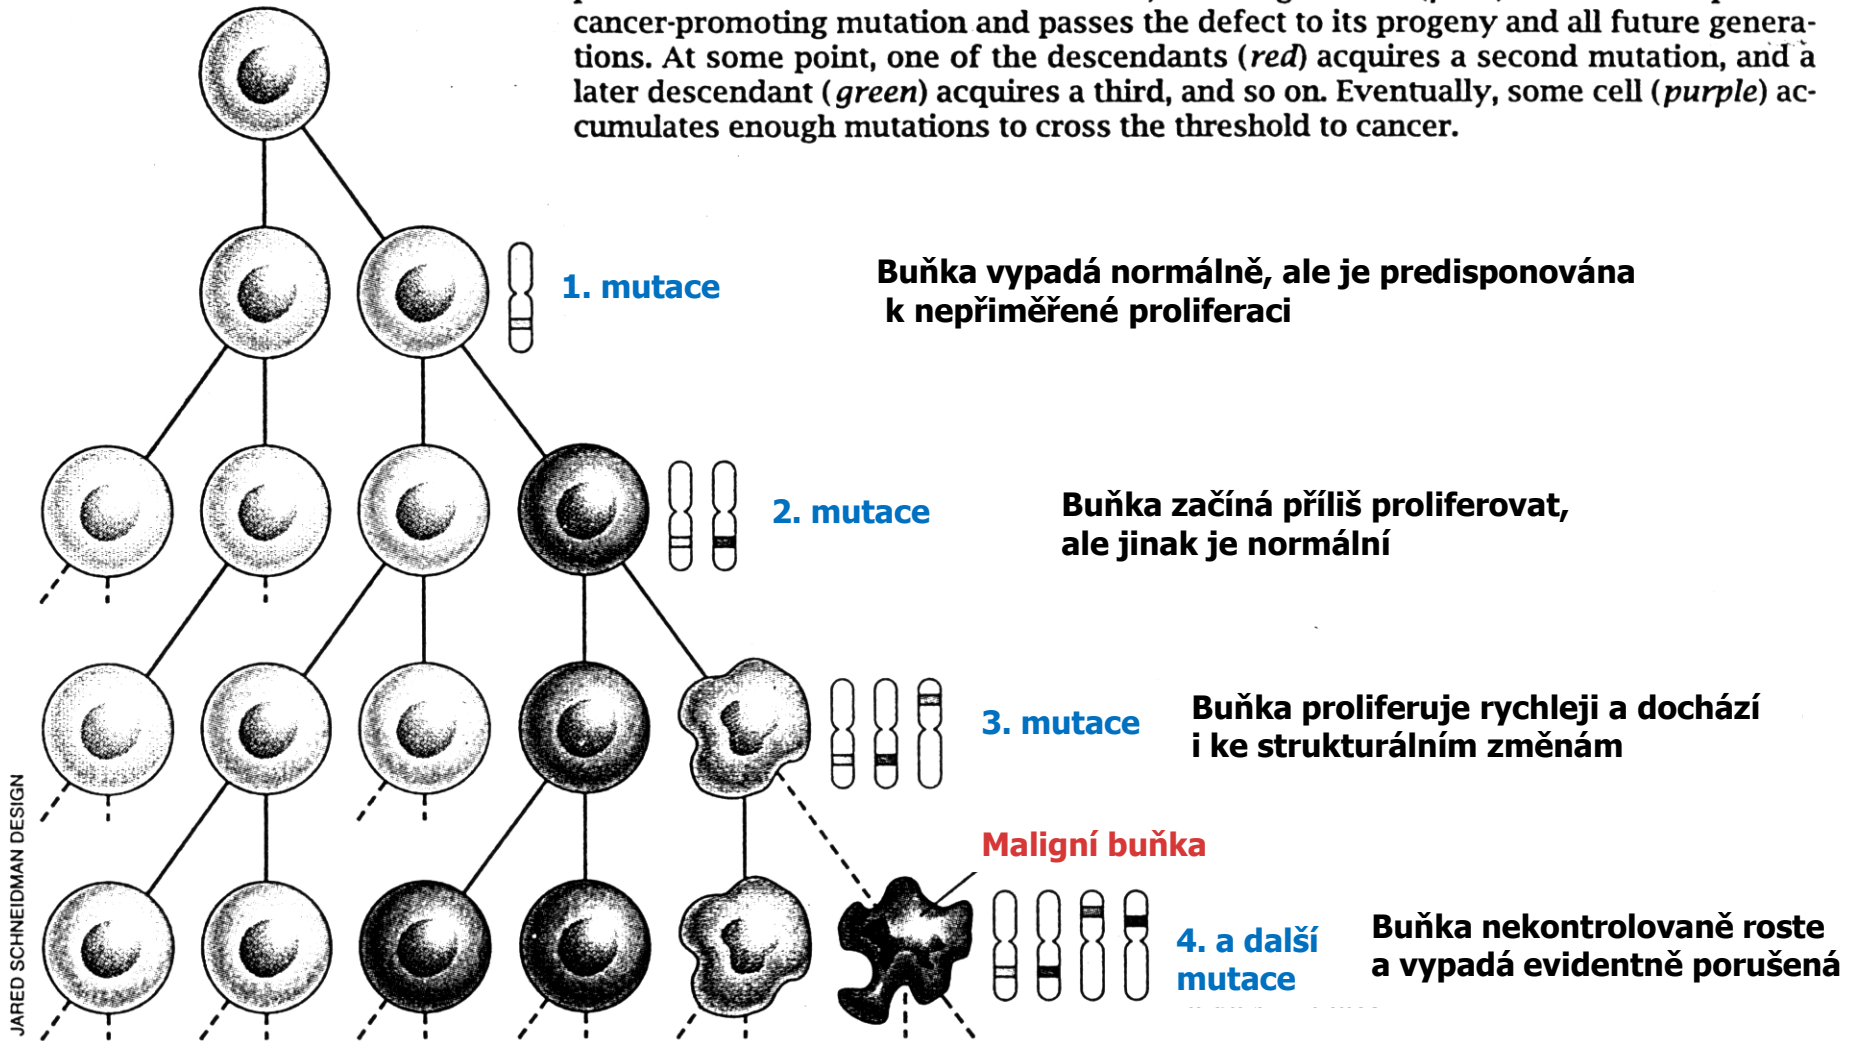 cancer-promoting mutation and passes the defect to its progeny and all future genera-
tions. At some point, one of the descendants (red) acquires a second mutation, and a
later descendant (green) acquires a third, and so on. Eventually, some cell (purple) ac-
cumulates enough mutations to cross the threshold to cancer.
1. mutace
Buňka vypadá normálně, ale je predisponována
k nepřiměřené proliferaci
2. mutace
Buňka začíná příliš proliferovat,
ale jinak je normální
3. mutace
Buňka proliferuje rychleji a dochází
i ke strukturálním změnám
Maligní buňka
4. a další
mutace
Buňka nekontrolovaně roste
a vypadá evidentně porušená
JARED SCHNEIDMAN DESIGN